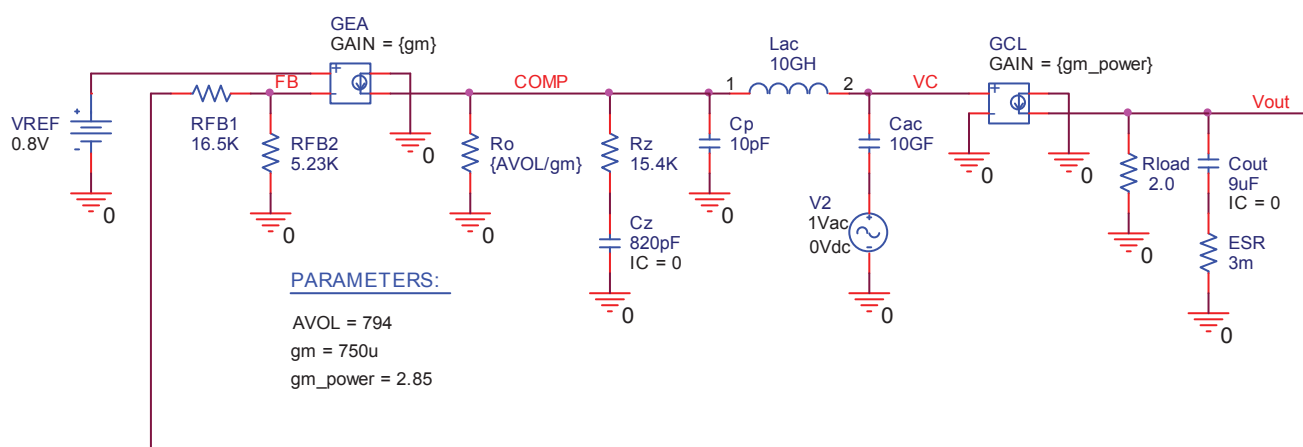 GEA
GAIN = {gm}
FB
VREF
0.8V
RFB1
16.5K
RFB2
5.23K
0
0
0
COMP
Ro
{AVOL/gm}
0
Rz
15.4K
Cz
820pF
IC = 0
0
Cp
10pF
0
Lac
10GH
1
2
VC
Cac
10GF
V2
1Vac
0Vdc
0
GCL
GAIN = {gm_power}
0
0
Vout
Rload
2.0
0
Cout
9uF
IC = 0
ESR
3m
0
PARAMETERS:
AVOL = 794
gm = 750u
gm_power = 2.85